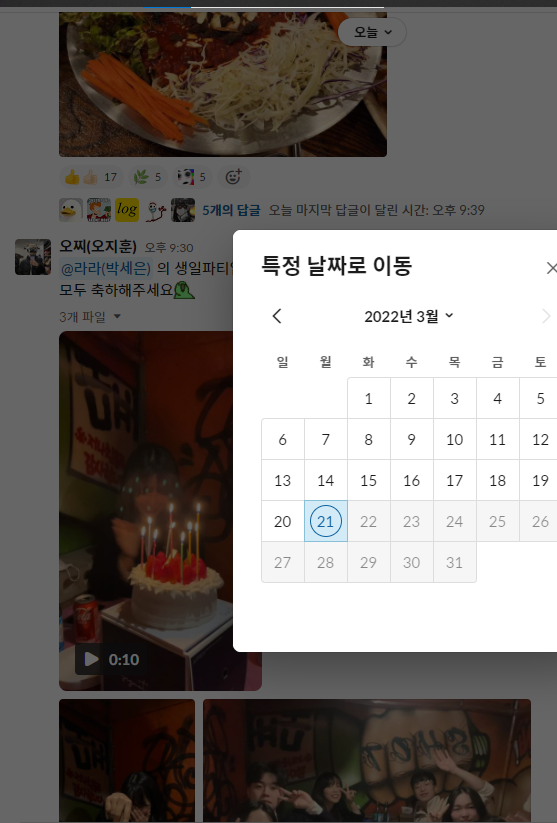 오늘
17
5
5
log
5개의 답글 오늘 마지막 답글이 달린 시간: 오후 9:39
오찌(오지훈) 오후 9:30
@라라(박세은) 의 생일파티
모두 축하해주세요
3개 파일
특정 날짜로 이동
2022년 3월
일 월 화 수 목 금 토
1 2 3 4 5
6 7 8 9 10 11 12
13 14 15 16 17 18 19
20 21 22 23 24 25 26
27 28 29 30 31
0:10